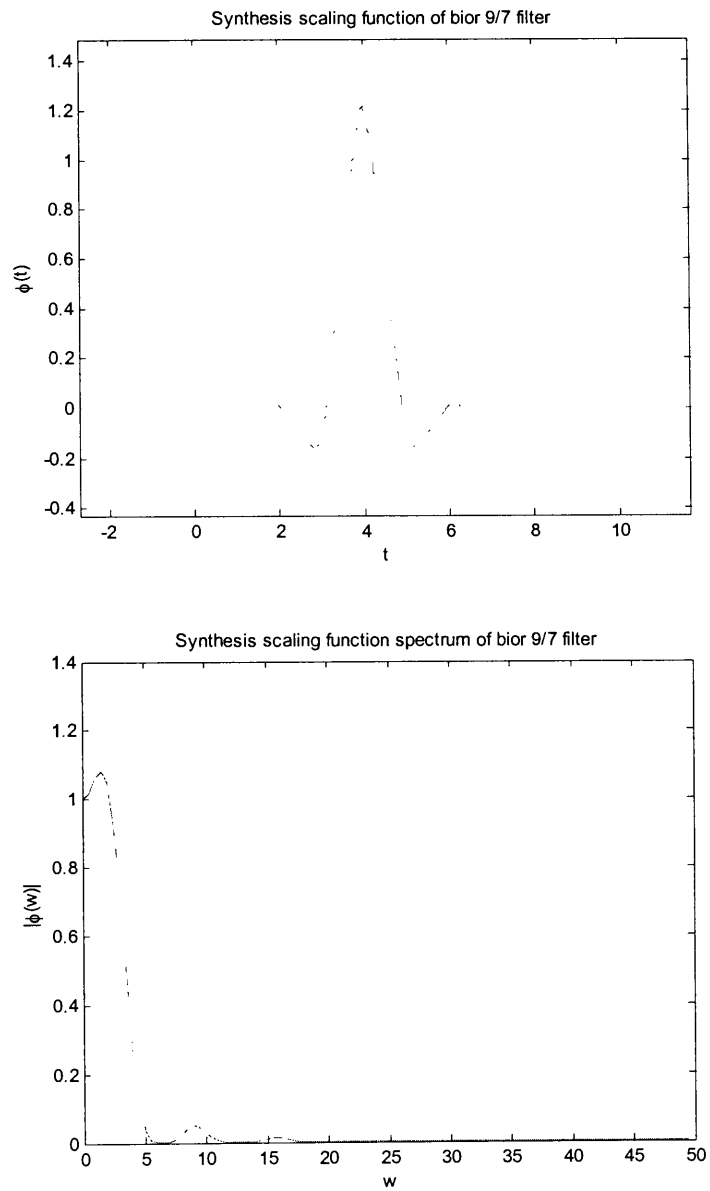 Synthesis scaling function of bior 9/7 filter
1.4
1.2
1
0.8
0.6
0.4
0.2
0
-0.2
-0.4
ϕ(t)
-2 0 2 4 6 8 10
t
Synthesis scaling function spectrum of bior 9/7 filter
1.4
1.2
1
0.8
0.6
0.4
0.2
0
|ϕ(w)|
0 5 10 15 20 25 30 35 40 45 50
w